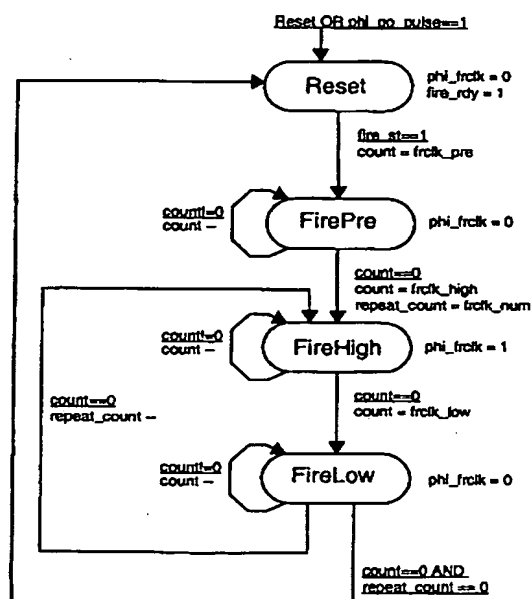 Reset OR phi_go_pulse==1
Reset
phi_frclk = 0
fire_rdy = 1
fire_st==1
count = frclk_pre
FirePre
count!=0
count --
phi_frclk = 0
count==0
count = frclk_high
repeat_count = frclk_num
FireHigh
count!=0
count --
phi_frclk = 1
count==0
repeat_count --
count==0
count = frclk_low
FireLow
count!=0
count --
phi_frclk = 0
count==0 AND
repeat_count == 0